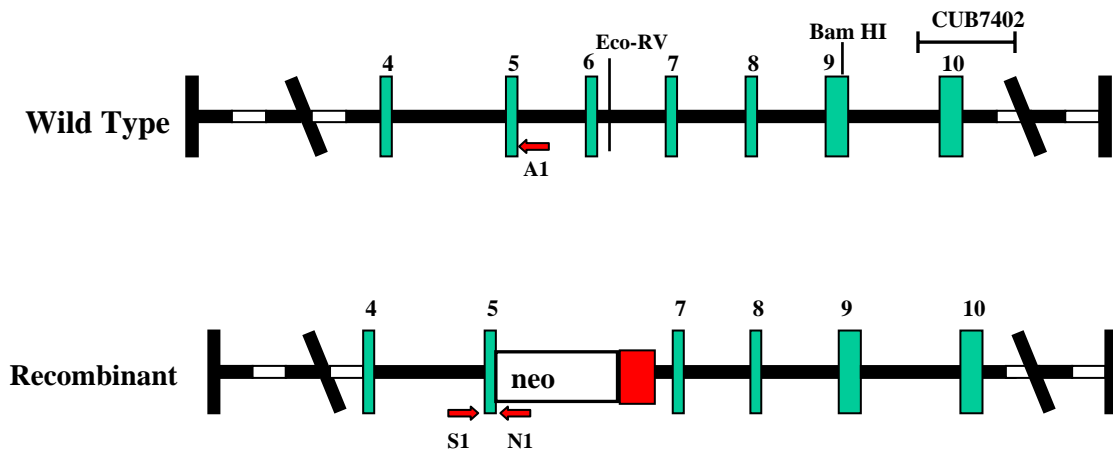 CUB7402
Bam HI
Eco-RV
4 5 6 7 8 9 10
Wild Type
A1
4 5 7 8 9 10
Recombinant
neo
S1 N1